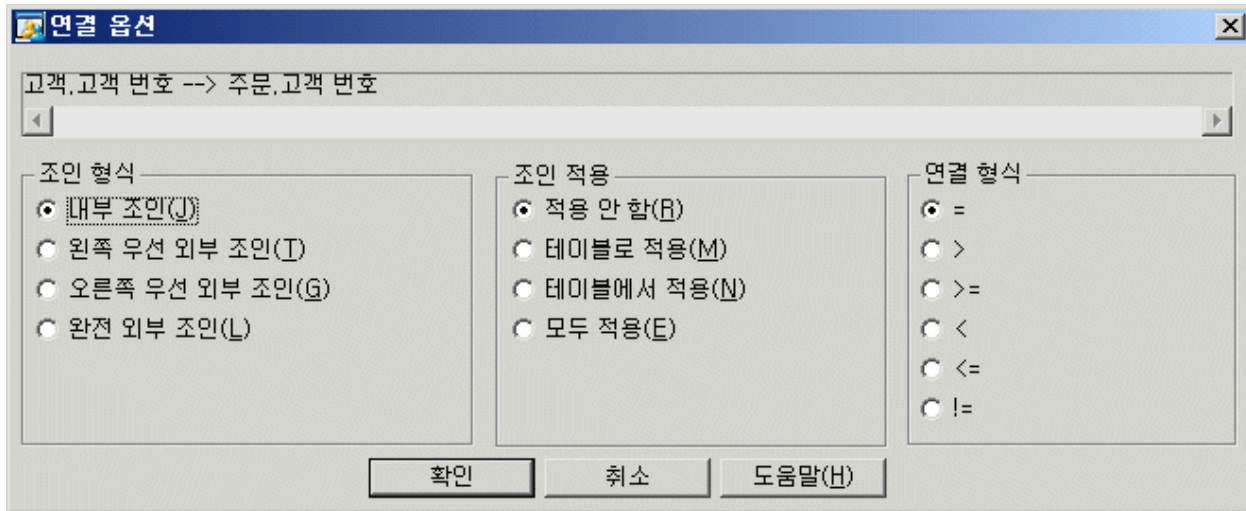 연결 옵션
고객,고객 번호 --> 주문,고객 번호
조인 형식
내부 조인(J)
왼쪽 우선 외부 조인(T)
오른쪽 우선 외부 조인(G)
완전 외부 조인(L)
조인 적용
적용 안 함(R)
테이블로 적용(M)
테이블에서 적용(N)
모두 적용(E)
연결 형식
=
>
>=
<
<=
!=
확인 취소 도움말(H)